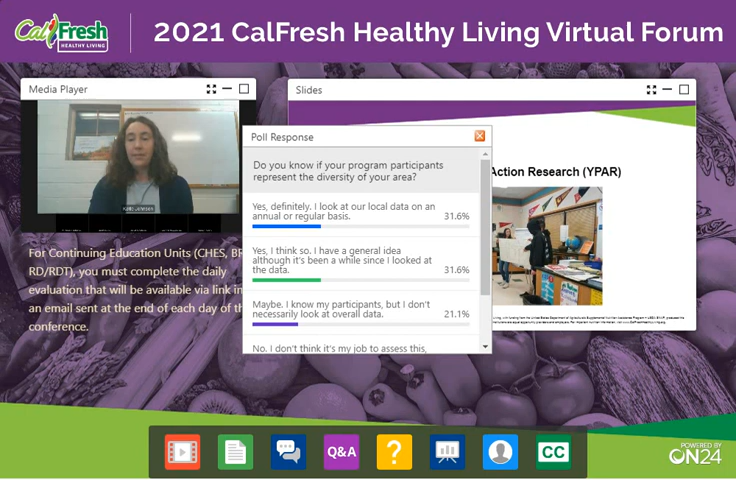 CalFresh
HEALTHY LIVING
2021 CalFresh Healthy Living Virtual Forum
Media Player
Slides
Poll Response
Do you know if your program participants
represent the diversity of your area?
Yes, definitely. I look at our local data on an
annual or regular basis.
31.6%
Yes, I think so. I have a general idea
although it's been a while since I looked at
the data.
31.6%
Maybe. I know my participants, but I don't
necessarily look at overall data.
21.1%
No. I don't think it's my job to assess this,
Action Research (YPAR)
For Continuing Education Units (CHES,
RD/RDT), you must complete the daily
evaluation that will be available via link in
an email sent at the end of each day of
conference.
Q&A
?
CC
POWERED BY
ON24